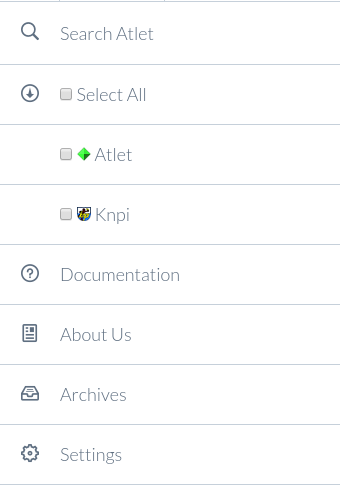 Search Atlet
Select All
Atlet
Knpi
Documentation
About Us
Archives
Settings